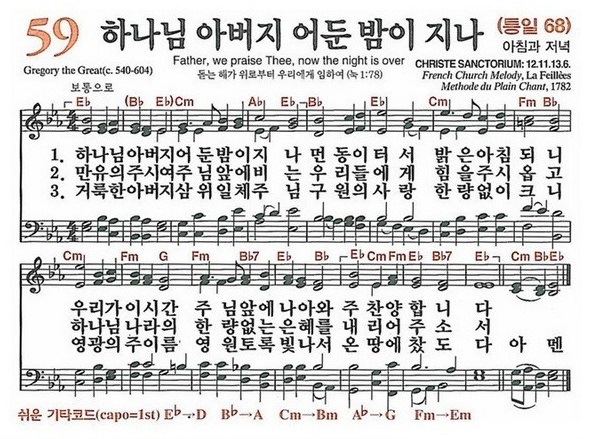 59 하나님 아버지 어둔 밤이 지나 (통일 68)
아침과 저녁
Father, we praise Thee, now the night is over
Gregory the Great(c. 540-604)
돋는 해가 위로부터 우리에게 임하여 (눅 1:78)
CHRISTE SANCTORIUM: 12.11.13.6.
French Church Melody, La Feillèes
Methode du Plain Chant, 1782
보통으로
E♭ (B♭ E♭)Cm A♭ E♭ B♭ E♭ Cm Fm B♭
1. 하나님아버지어 둔밤이지 나 면동이터 서 밝 은아침 되 니
2. 만유의주시여주 님앞에비 는 우리들에 게 힘 을주시 옵 고
3. 거룩한아버지삼 위일체주 님 구 원의사 랑 한 량없이 크 니
Cm Fm G Cm Fm B♭7 E♭ B♭ Cm Fm B♭7 E♭ Cm B♭ E♭
우리가이시간 주 님앞에나아와 주 찬양합 니 다
하나님나라의 한 량없는은혜를 내 리어주 소 서
영광의주이름 영 원토록빛나서 온 땅에찼 도 다 아 멘
쉬운 기타코드(capo=1st) E♭→D B♭→A Cm→Bm A♭→G Fm→Em